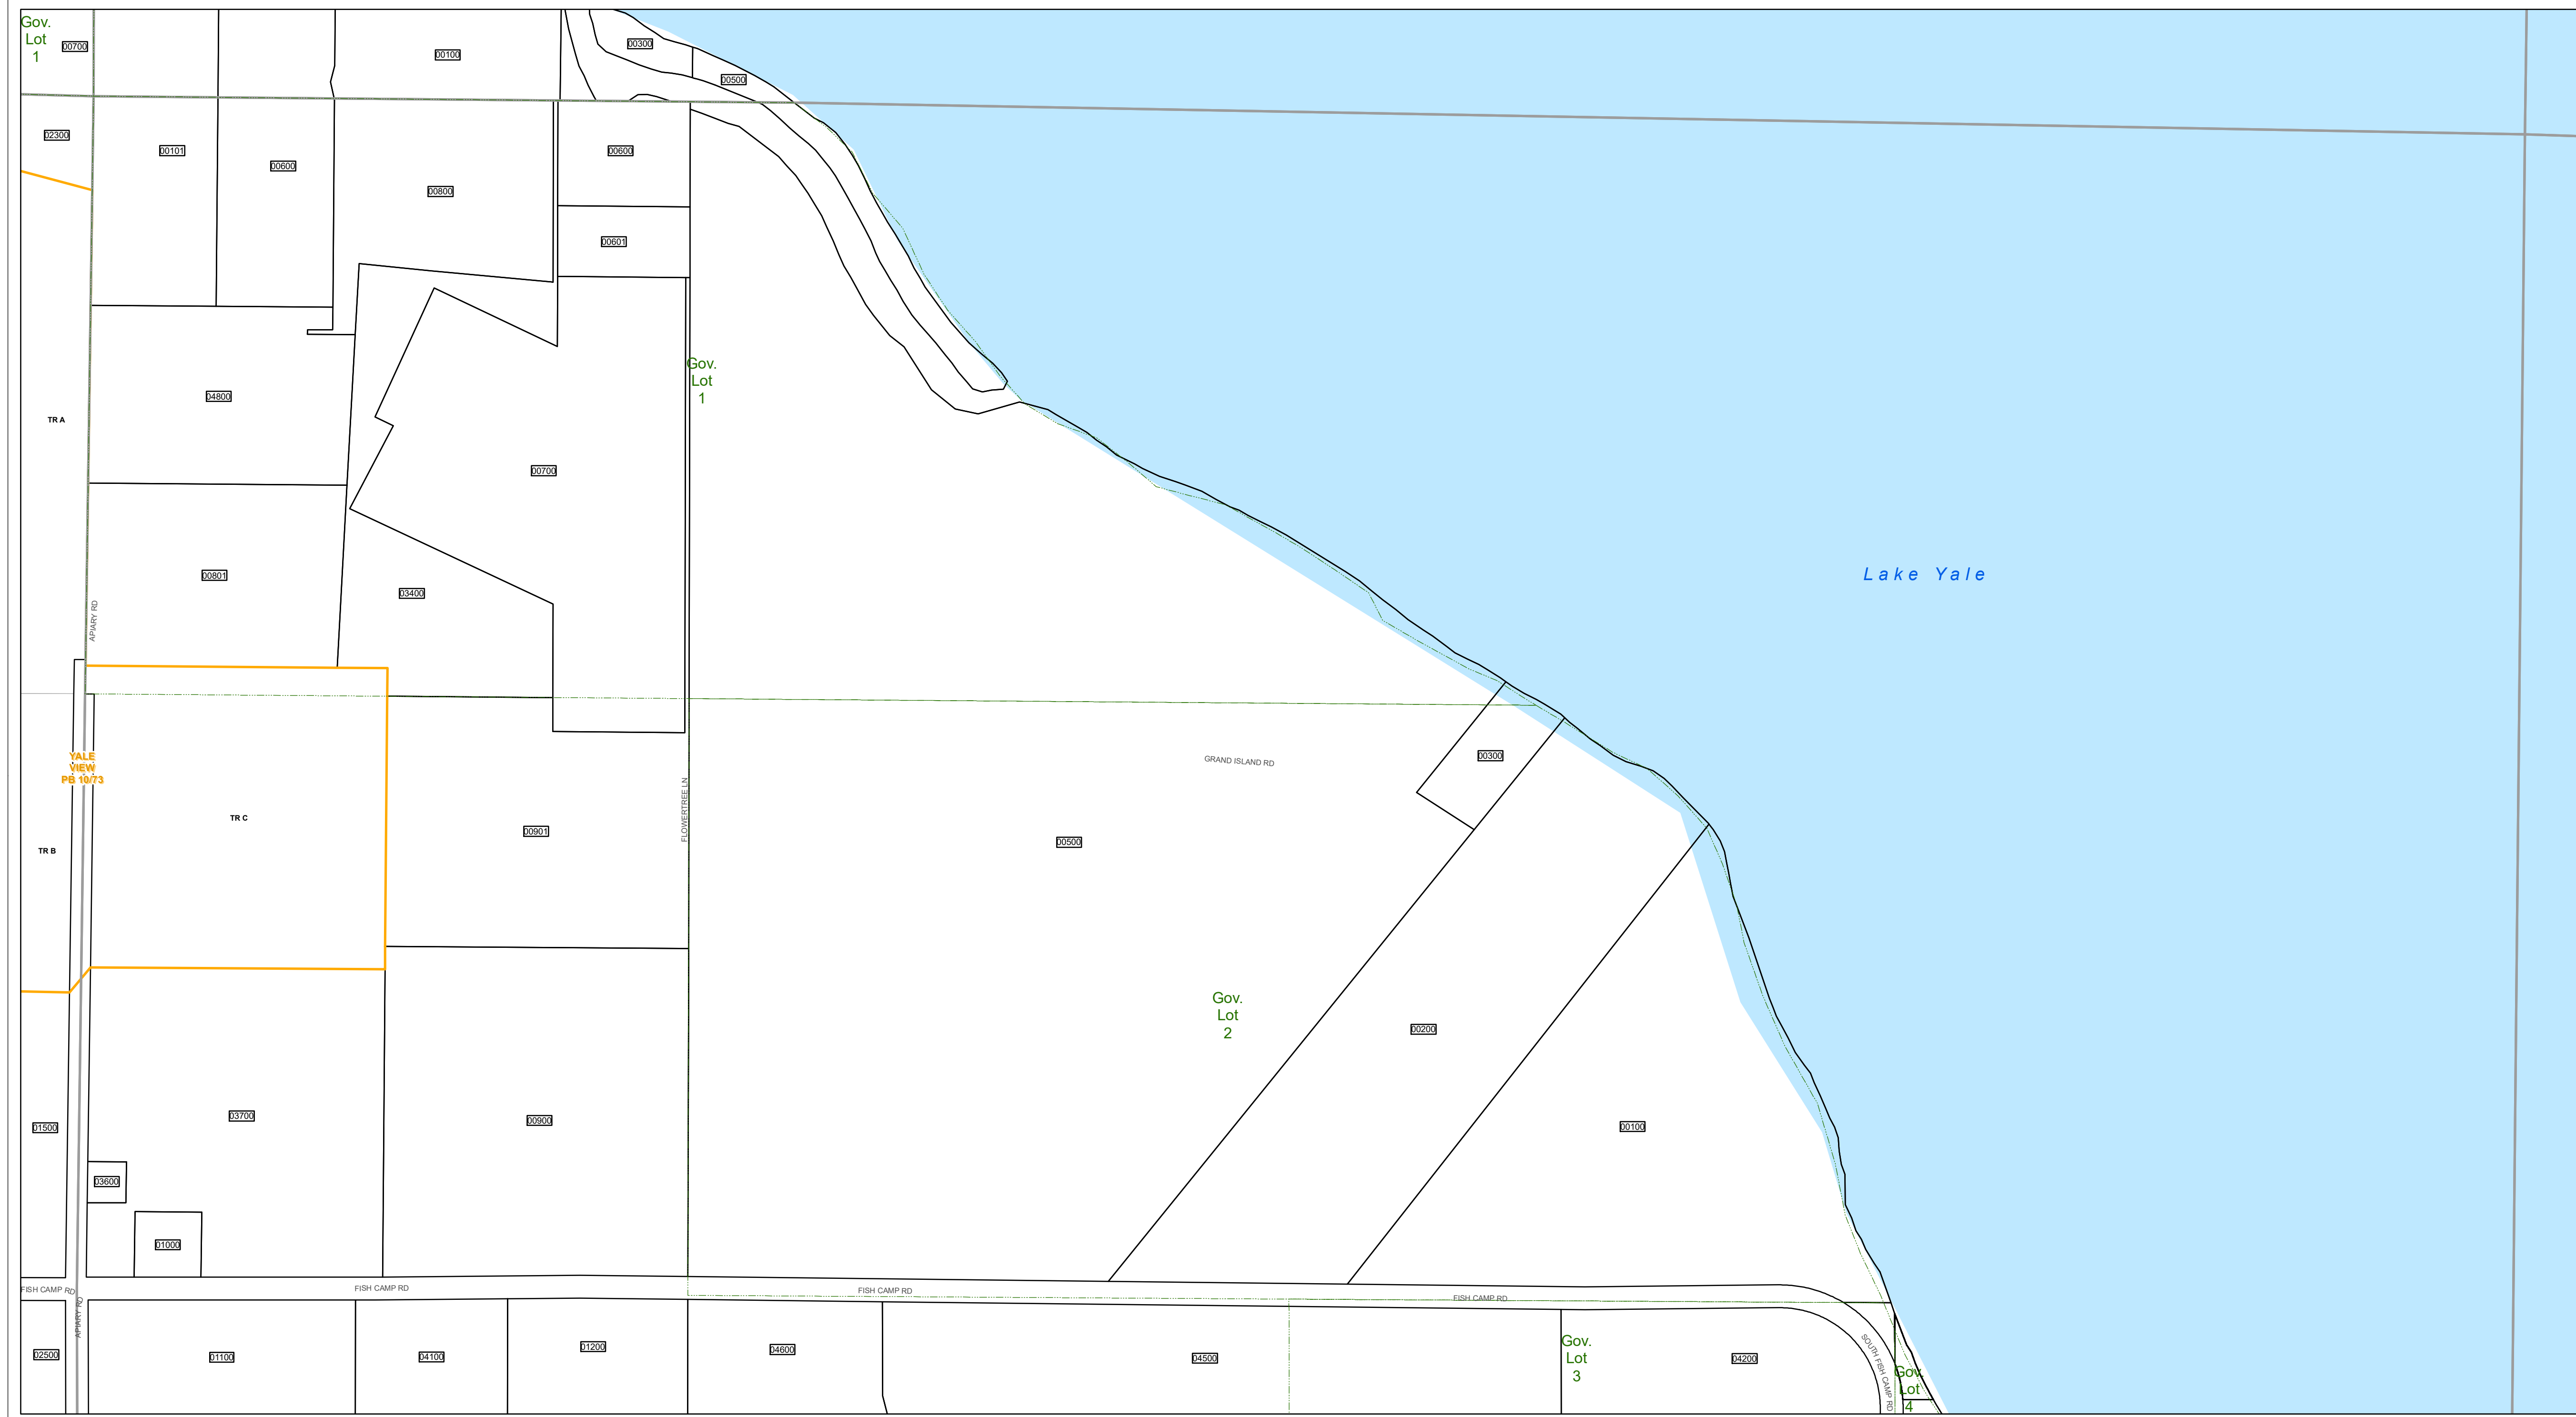 Gov.
Lot
1
00700
00100
00300
00500
02300
00101
00600
00800
00600
00601
Gov.
Lot
1
04800
TR A
00700
Lake Yale
00801
03400
APIARY RD
YALE
VIEW
PB 10/73
GRAND ISLAND RD
00300
TR C
FLOWERTREE LN
TR B
00901
00500
Gov.
Lot
2
00200
03700
00900
01500
00100
03600
01000
FISH CAMP RD
FISH CAMP RD
FISH CAMP RD
FISH CAMP RD
APIARY RD
SOUTH FISH CAMP RD
02500
01100
04100
01200
04600
04500
Gov.
Lot
3
04200
Gov.
Lot
4